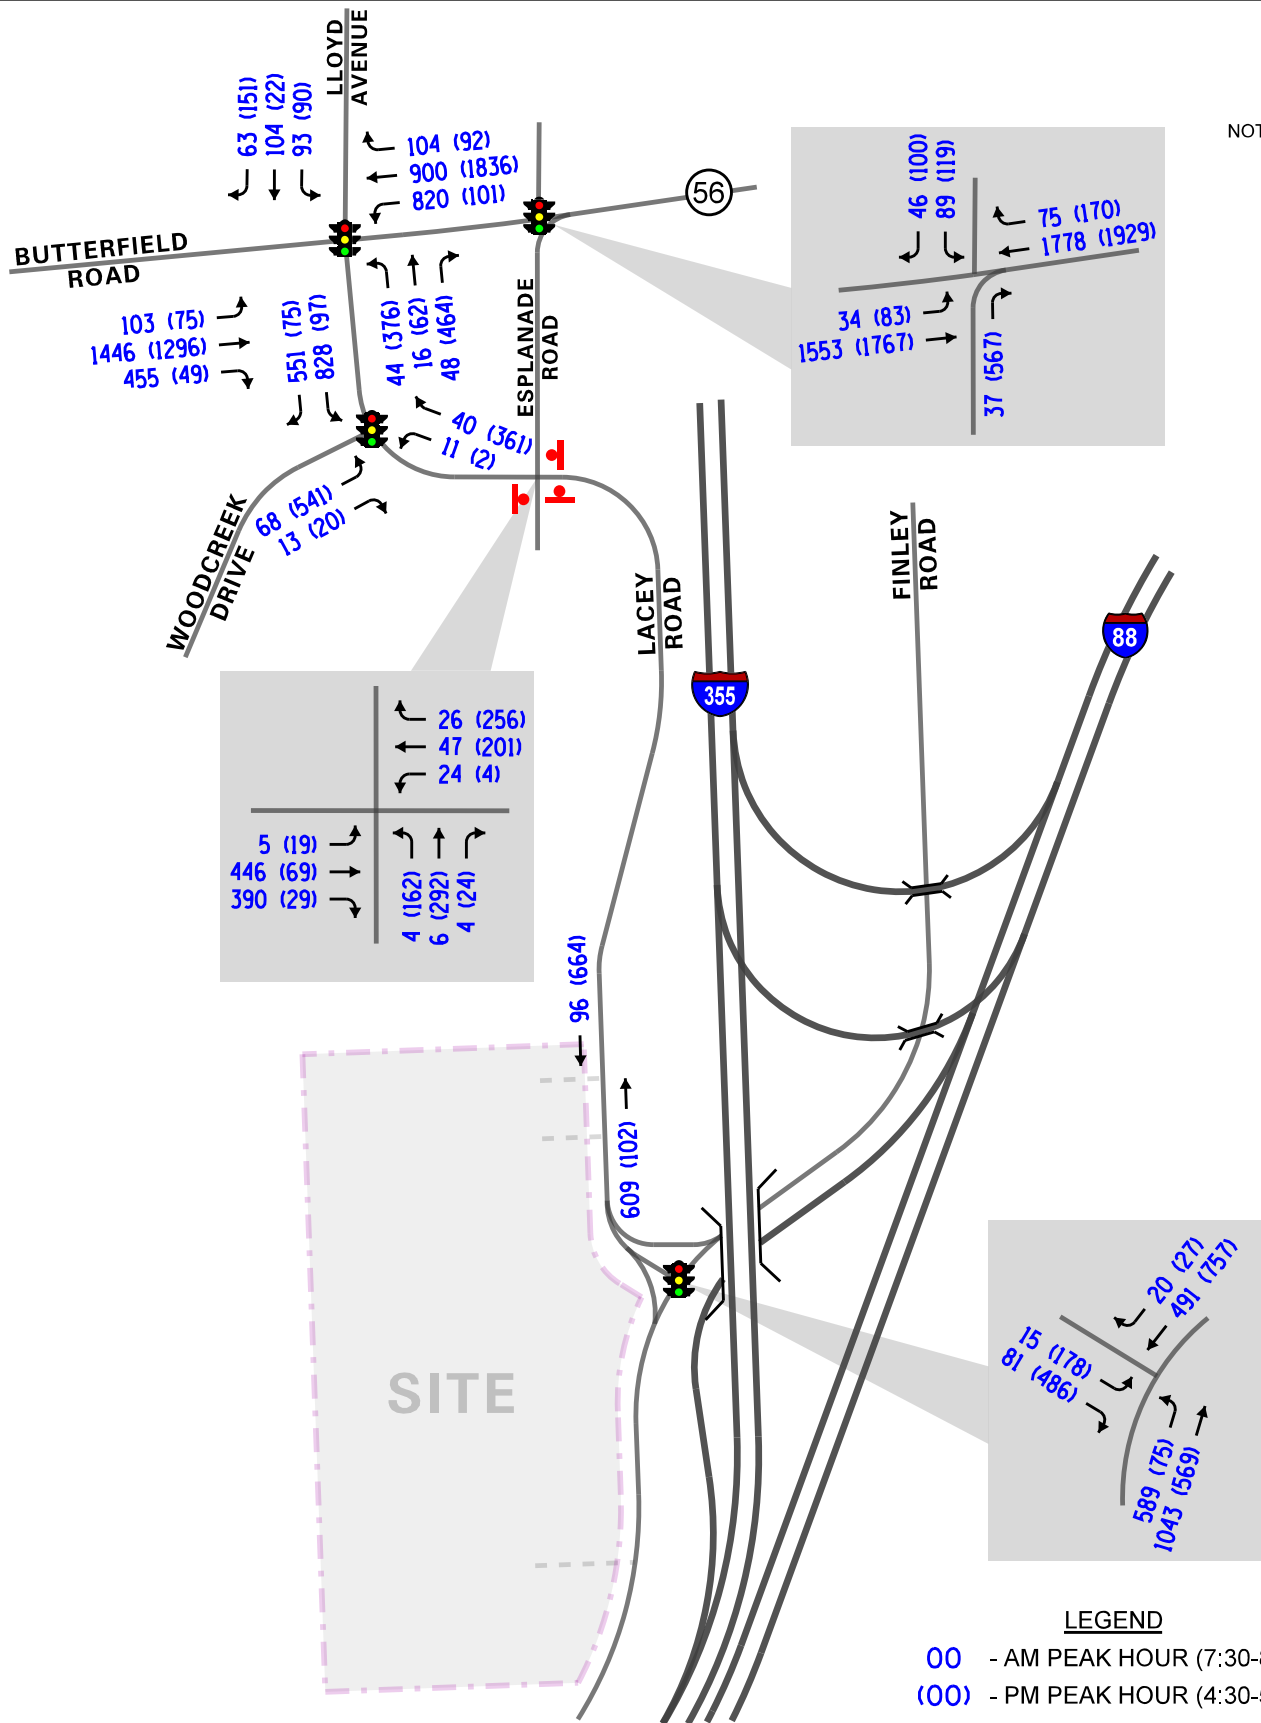 LLOYD
AVENUE
63 (151)
104 (22)
93 (90)
104 (92)
900 (1836)
820 (101)
56
NOT
BUTTERFIELD
ROAD
103 (75)
1446 (1296)
455 (49)
551 (75)
828 (97)
44 (376)
16 (62)
48 (464)
ESPLANADE
ROAD
46 (100)
89 (119)
75 (170)
1778 (1929)
34 (83)
1553 (1767)
37 (567)
40 (361)
11 (2)
68 (541)
13 (20)
WOODCREEK
DRIVE
LACEY
ROAD
FINLEY
ROAD
355
88
26 (256)
47 (201)
24 (4)
5 (19)
446 (69)
390 (29)
4 (162)
6 (292)
4 (24)
96 (664)
609 (102)
SITE
20 (27)
491 (757)
15 (178)
81 (486)
589 (75)
1043 (569)
LEGEND
00 - AM PEAK HOUR (7:30-
(00) - PM PEAK HOUR (4:30-